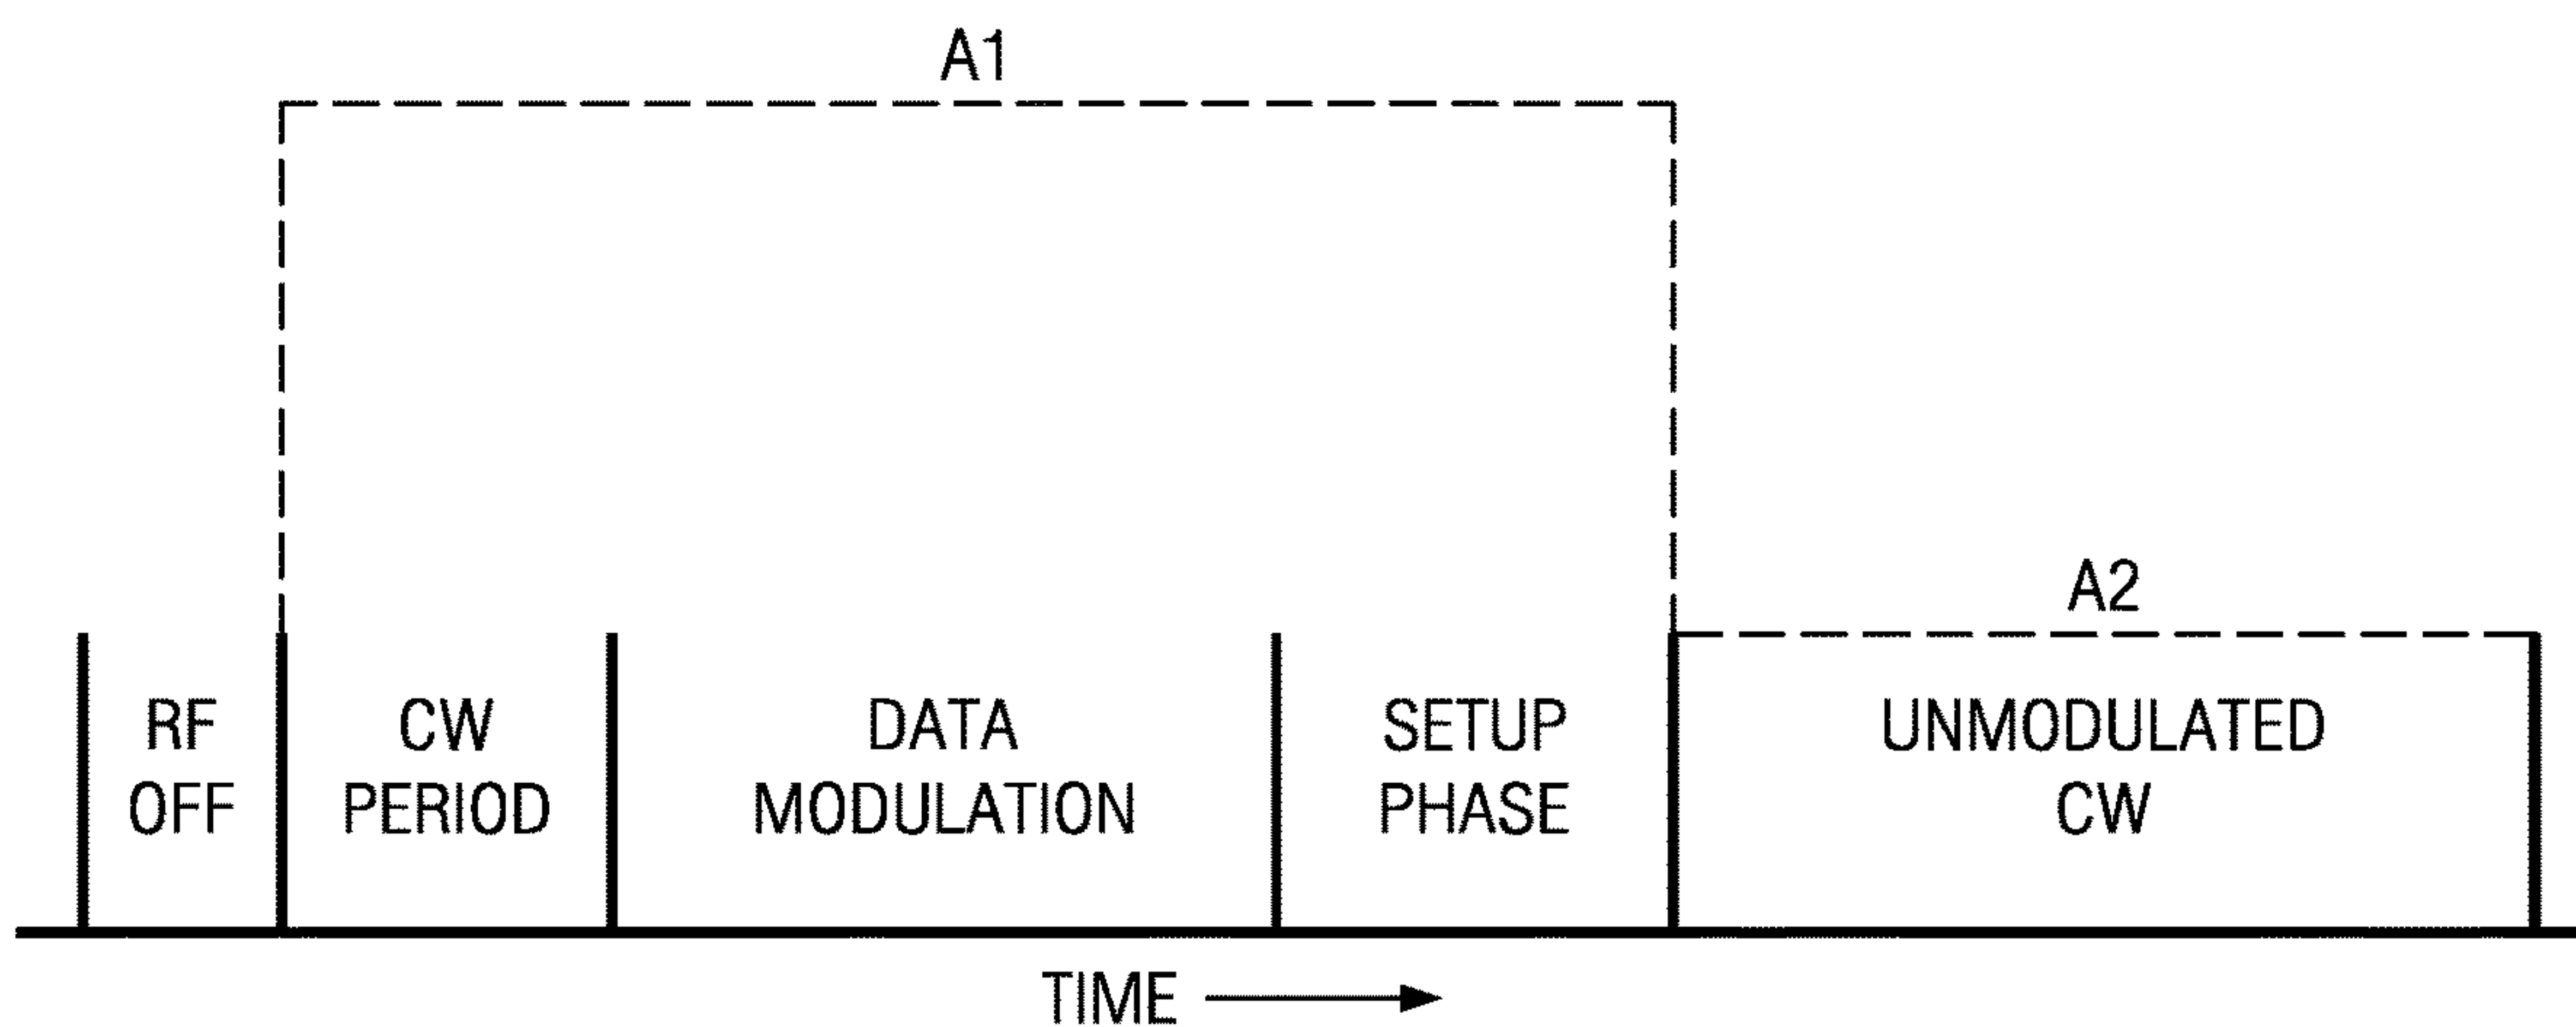 A1
A2
RF
OFF
CW
PERIOD
DATA
MODULATION
SETUP
PHASE
UNMODULATED
CW
TIME